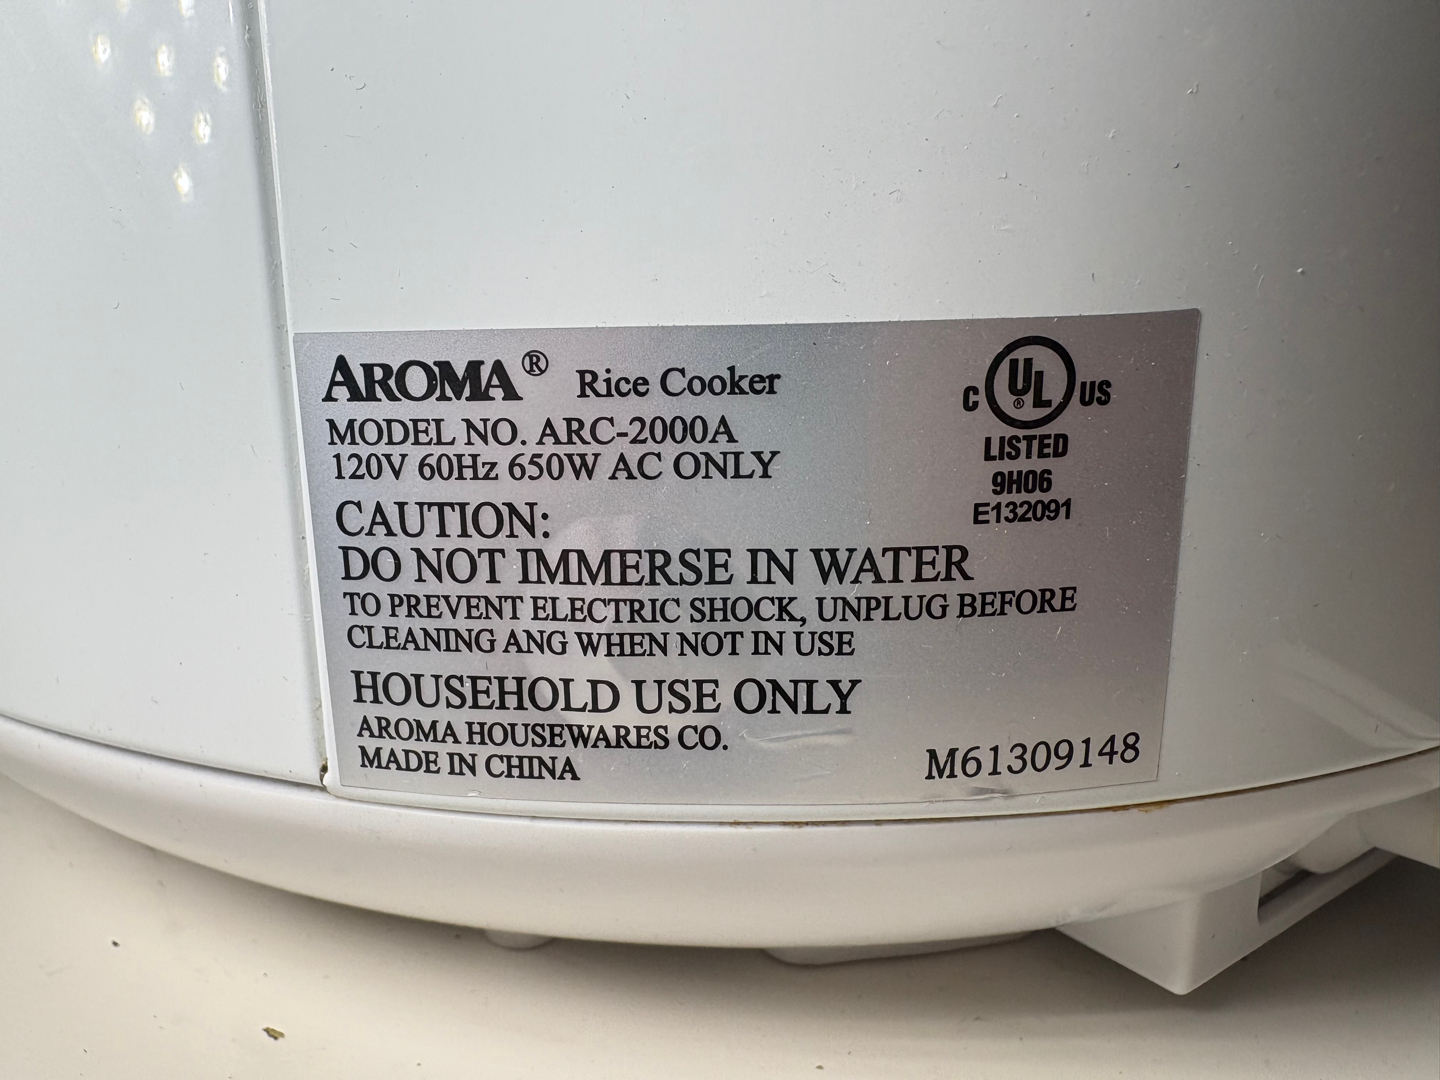 AROMA® Rice Cooker
MODEL NO. ARC-2000A
120V 60Hz 650W AC ONLY
C UL® US
LISTED
9H06
E132091
CAUTION:
DO NOT IMMERSE IN WATER
TO PREVENT ELECTRIC SHOCK, UNPLUG BEFORE
CLEANING ANG WHEN NOT IN USE
HOUSEHOLD USE ONLY
AROMA HOUSEWARES CO.
MADE IN CHINA
M61309148